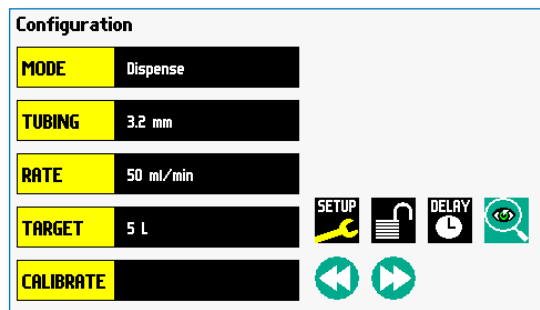 Configuration
MODE Dispense
TUBING 3.2 mm
RATE 50 ml/min
TARGET 5 L
SETUP DELAY
CALIBRATE